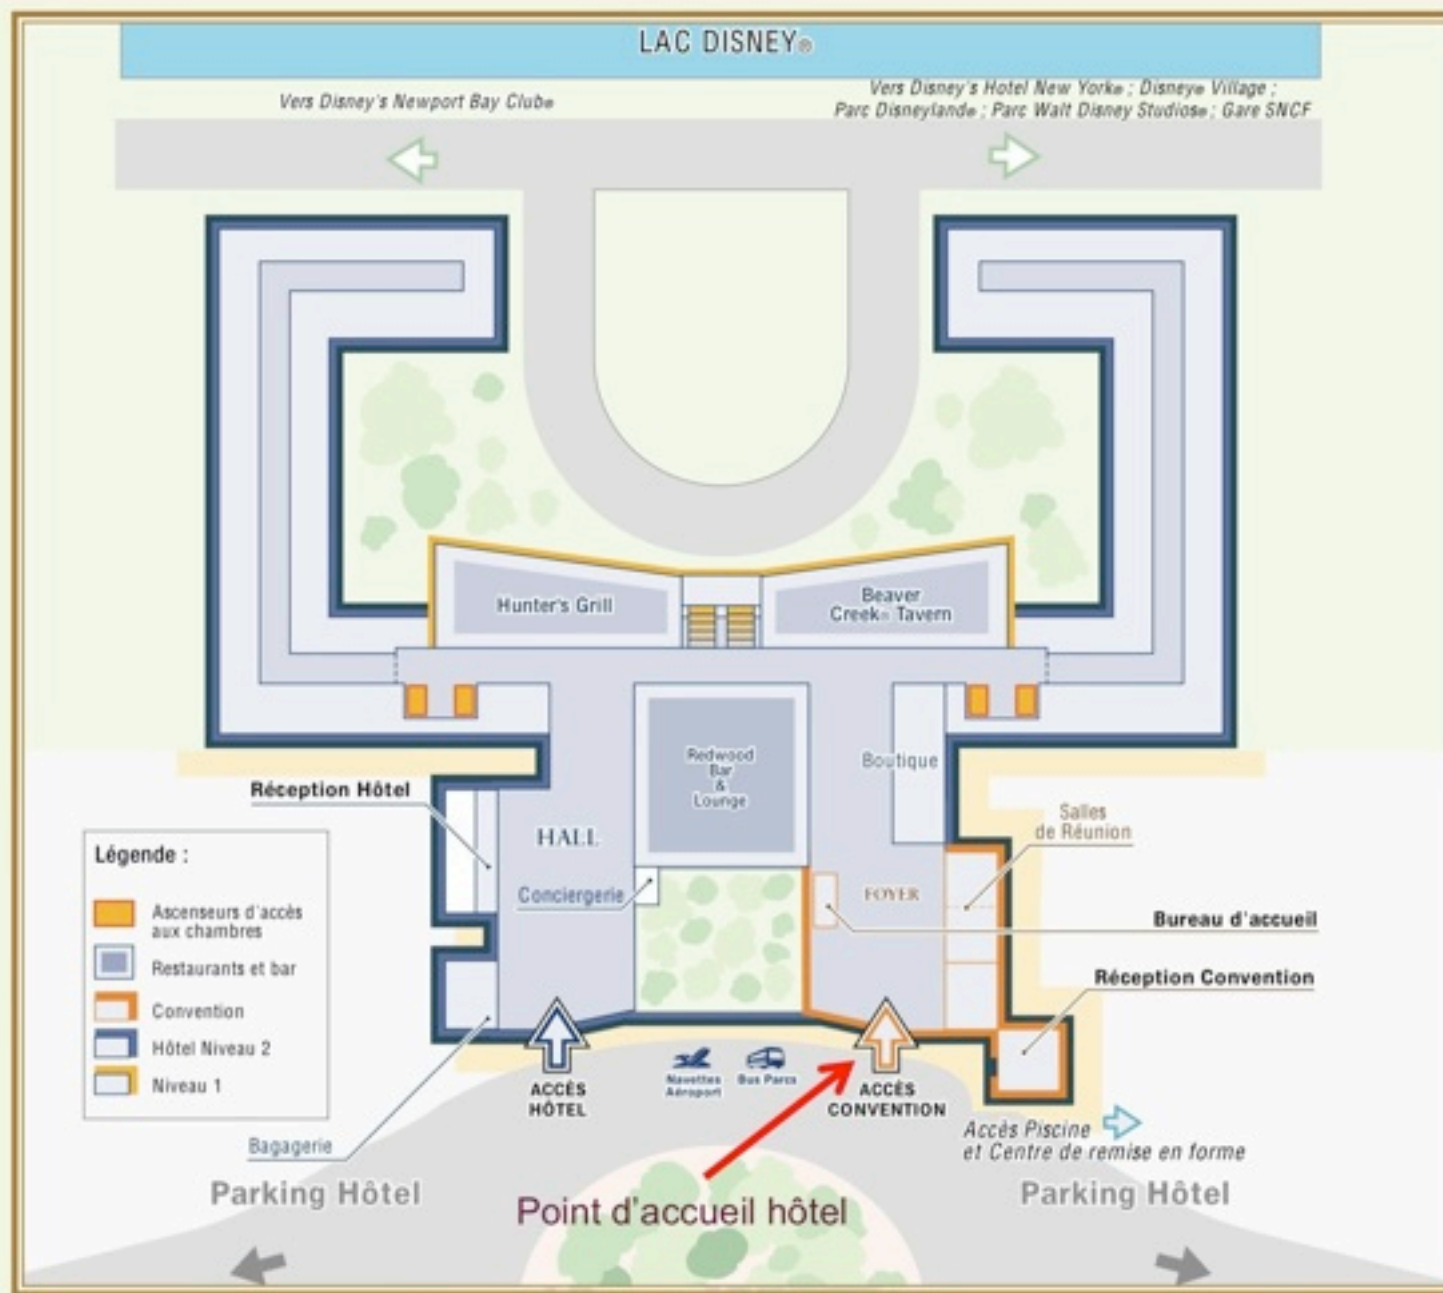 LAC DISNEY®
Vers Disney's Newport Bay Club®
Vers Disney's Hotel New York® ; Disney® Village ;
Parc Disneyland® ; Parc Walt Disney Studios® ; Gare SNCF
Hunter's Grill
Beaver
Creek® Tavern
Redwood
Bar
&
Lounge
Boutique
Réception Hôtel
HALL
Salles
de Réunion
Conciergerie
FOYER
Bureau d'accueil
Réception Convention
Légende :
Ascenseurs d'accès
aux chambres
Restaurants et bar
Convention
Hôtel Niveau 2
Niveau 1
Navettes
Aéroport
Bus Parcs
ACCÈS
HÔTEL
ACCÈS
CONVENTION
Bagagerie
Accès Piscine
et Centre de remise en forme
Parking Hôtel
Point d'accueil hôtel
Parking Hôtel